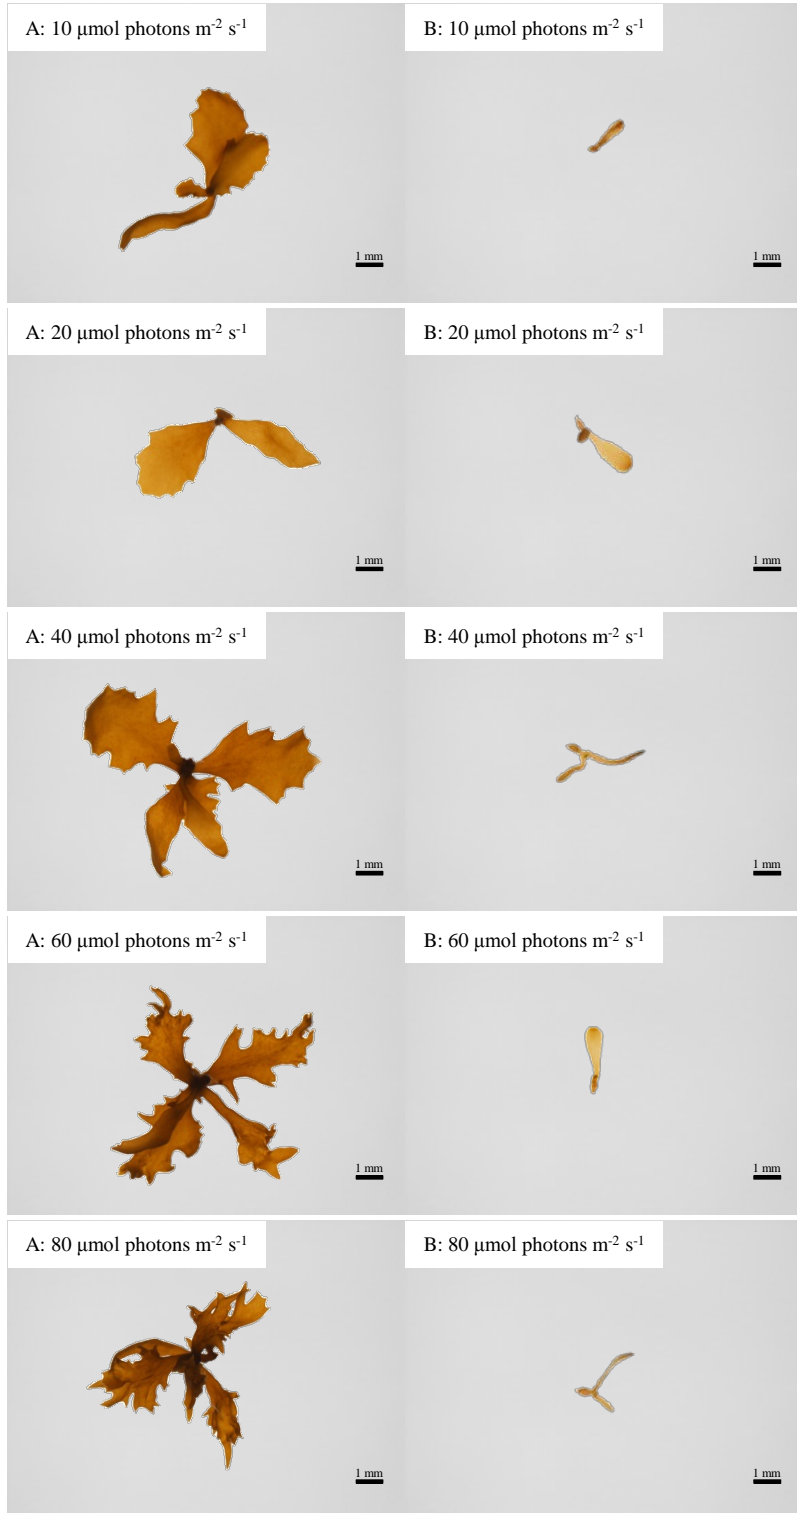 A: 10 μmol photons m-2 s-1
B: 10 μmol photons m-2 s-1
1 mm
1 mm
A: 20 μmol photons m-2 s-1
B: 20 μmol photons m-2 s-1
1 mm
1 mm
A: 40 μmol photons m-2 s-1
B: 40 μmol photons m-2 s-1
1 mm
1 mm
A: 60 μmol photons m-2 s-1
B: 60 μmol photons m-2 s-1
1 mm
1 mm
A: 80 μmol photons m-2 s-1
B: 80 μmol photons m-2 s-1
1 mm
1 mm